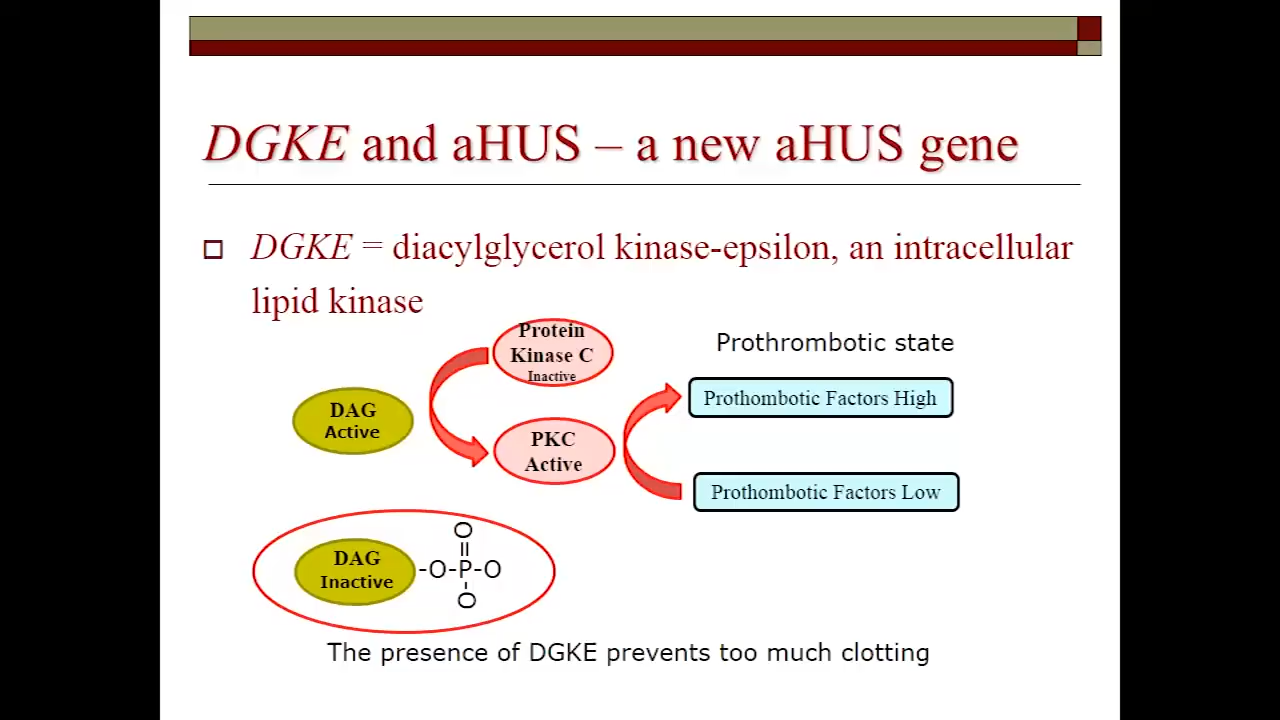 DGKE and aHUS – a new aHUS gene
DGKE = diacylglycerol kinase-epsilon, an intracellular
lipid kinase
Protein
Kinase C
Inactive
Prothrombotic state
DAG
Active
Prothombotic Factors High
PKC
Active
Prothombotic Factors Low
DAG
Inactive
O
-O-P-O
O
The presence of DGKE prevents too much clotting